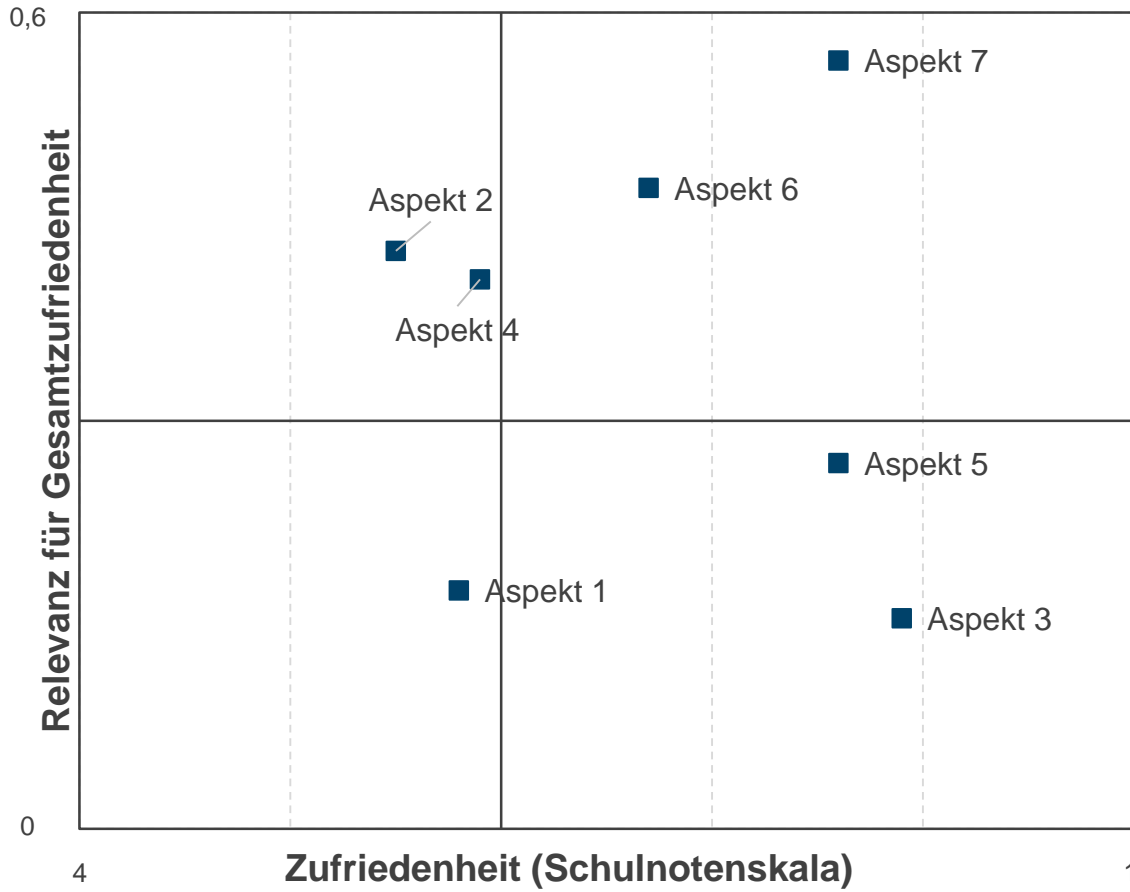 0,6
Aspekt 7
Aspekt 6
Aspekt 2
Aspekt 4
Relevanz für Gesamtzufriedenheit
Aspekt 5
Aspekt 1
Aspekt 3
0
4
Zufriedenheit (Schulnotenskala)
1